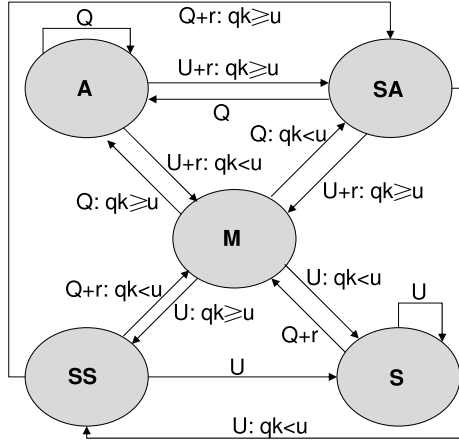 Q
Q+r: qk⩾u
A
U+r: qk⩾u
SA
Q
Q: qk<u
U+r: qk<u
Q: qk⩾u
U+r: qk⩾u
M
Q+r: qk<u
U: qk<u
U: qk⩾u
U
Q+r
SS
U
S
U: qk<u